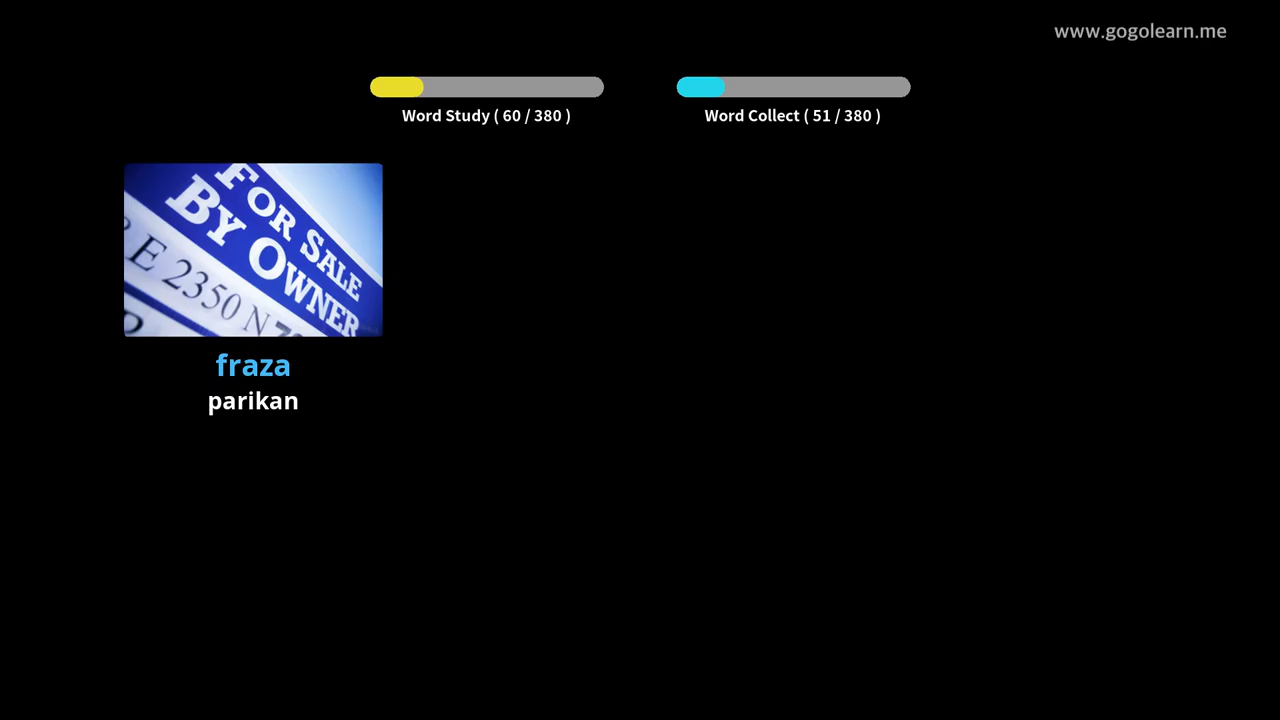 www.gogolearn.me
Word Study ( 60 / 380 )
Word Collect ( 51 / 380 )
FOR SALE
BY OWNER
E 2350 N
fraza
parikan